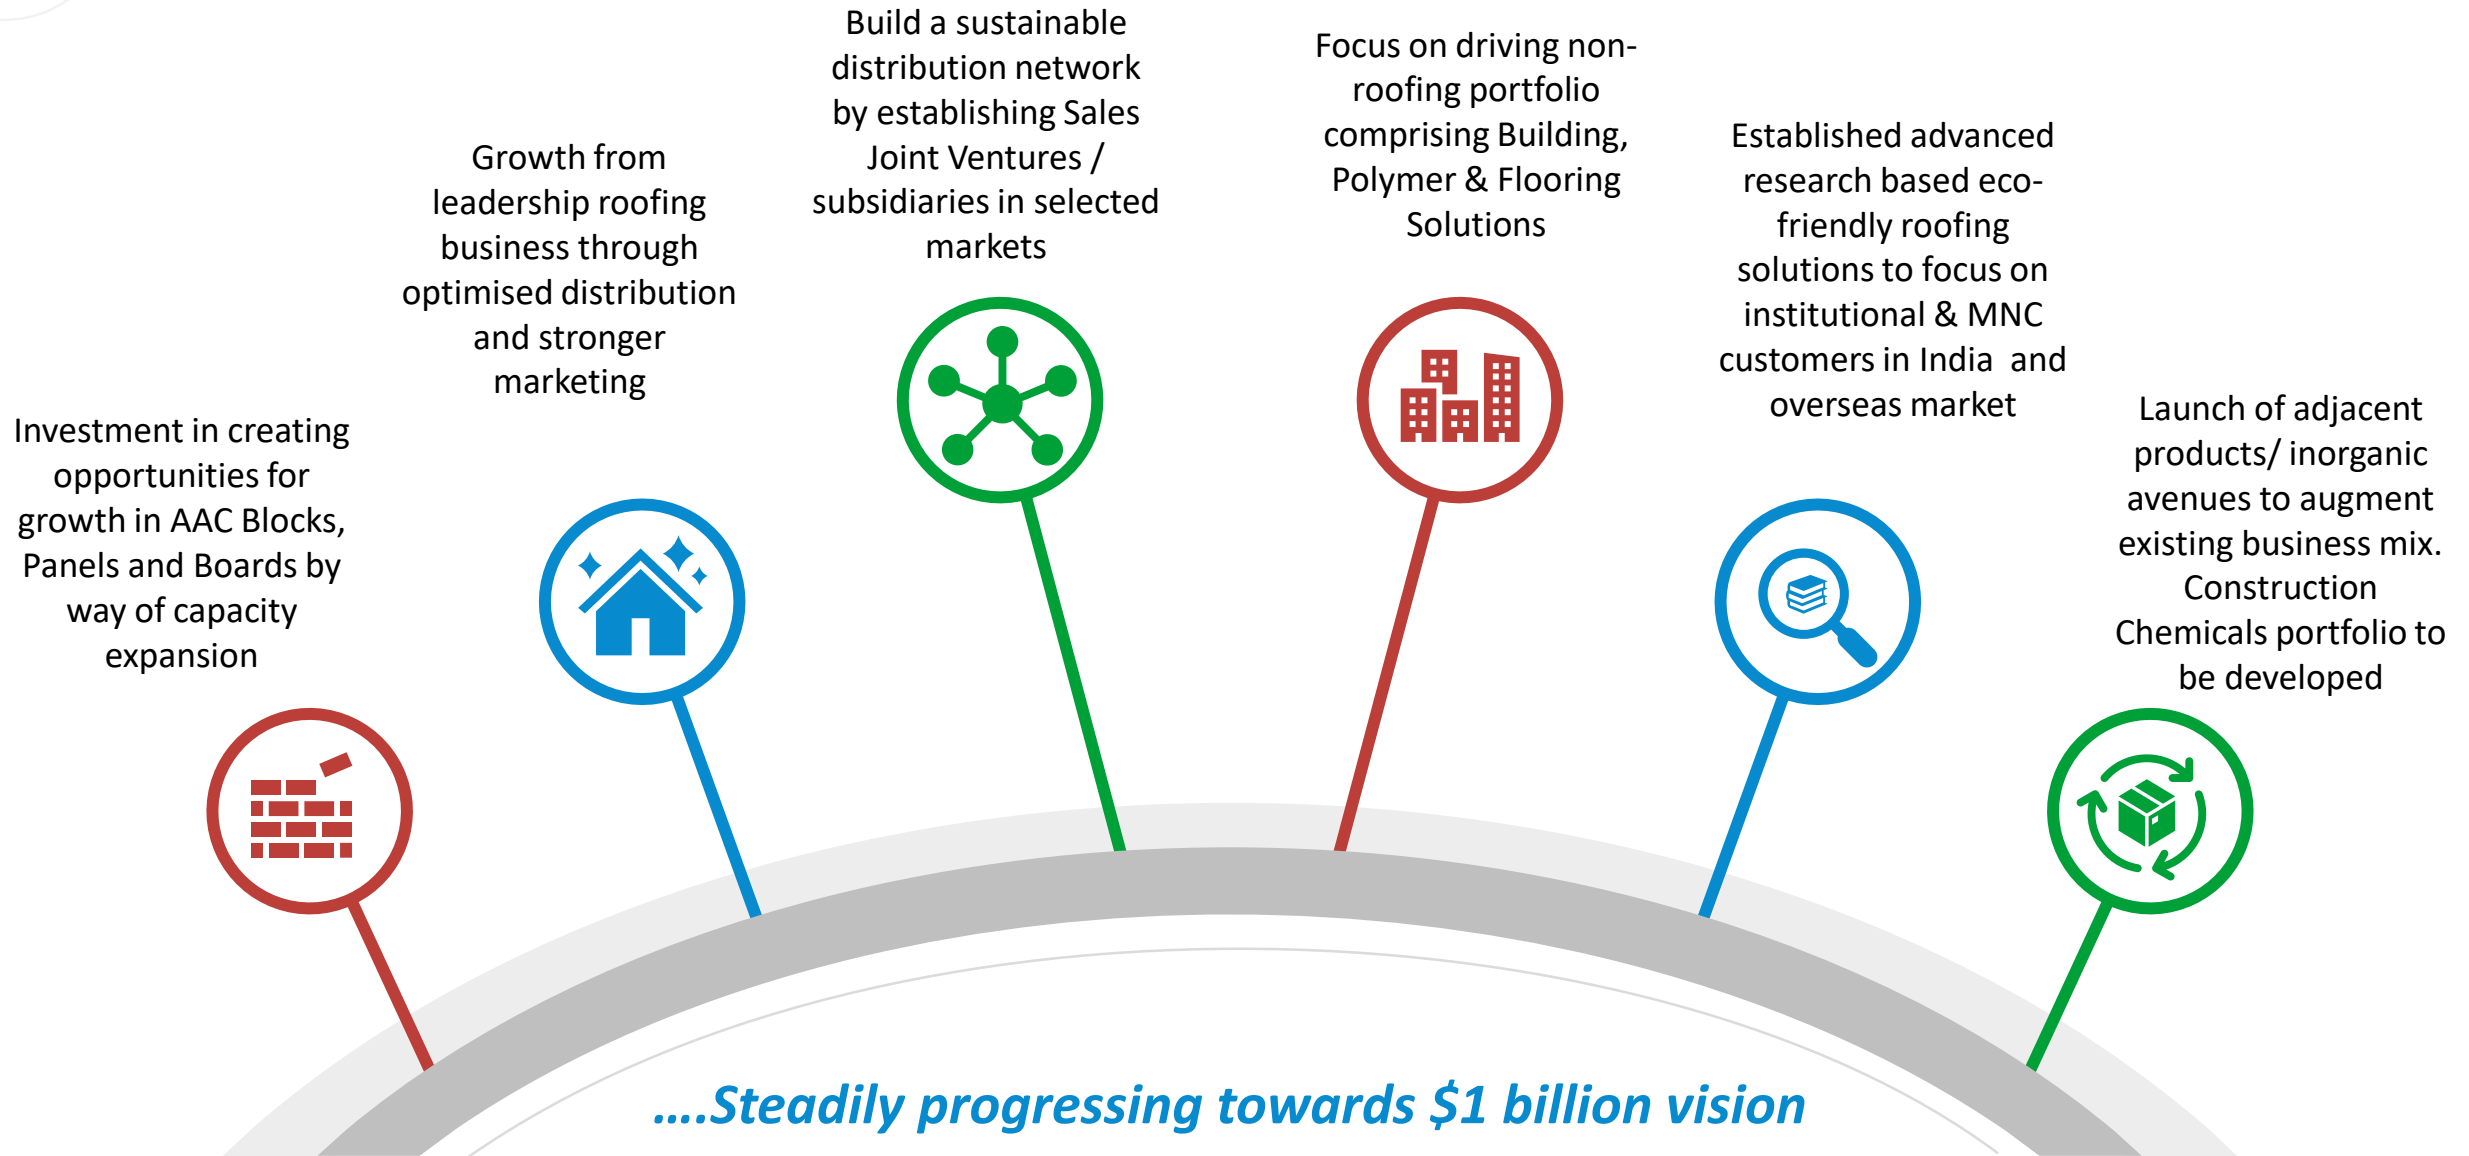 Investment in creating
opportunities for
growth in AAC Blocks,
Panels and Boards by
way of capacity
expansion
Growth from
leadership roofing
business through
optimised distribution
and stronger
marketing
Build a sustainable
distribution network
by establishing Sales
Joint Ventures /
subsidiaries in selected
markets
Focus on driving non-
roofing portfolio
comprising Building,
Polymer & Flooring
Solutions
Established advanced
research based eco-
friendly roofing
solutions to focus on
institutional & MNC
customers in India  and
overseas market
Launch of adjacent
products/ inorganic
avenues to augment
existing business mix.
Construction
Chemicals portfolio to
be developed
....Steadily progressing towards $1 billion vision